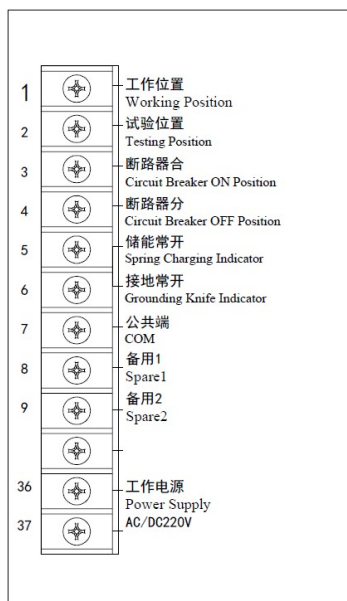 1 工作位置
Working Position
2 试验位置
Testing Position
3 断路器合
Circuit Breaker ON Position
4 断路器分
Circuit Breaker OFF Position
5 储能常开
Spring Charging Indicator
6 接地常开
Grounding Knife Indicator
7 公共端
COM
8 备用1
Spare1
9 备用2
Spare2
36 工作电源
Power Supply
37 AC/DC220V